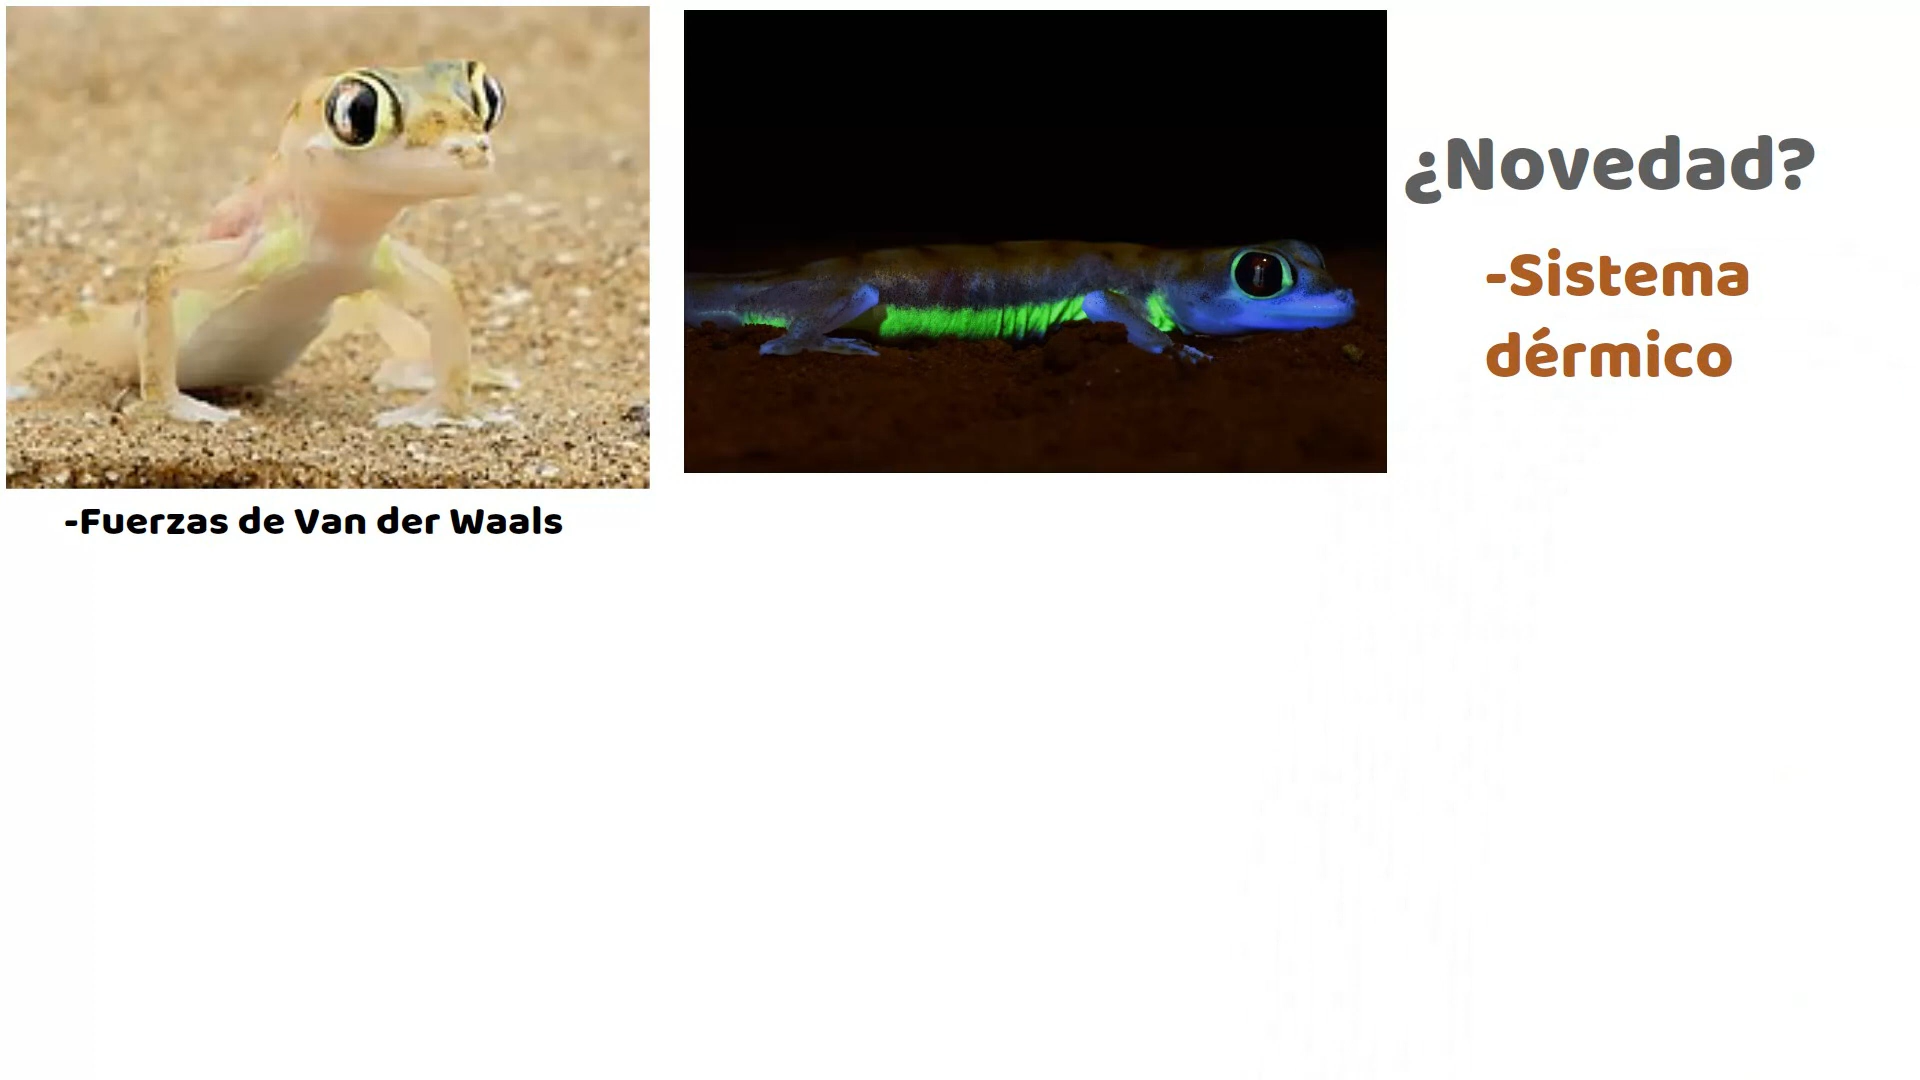 ¿Novedad?
-Sistema
dérmico
-Fuerzas de Van der Waals